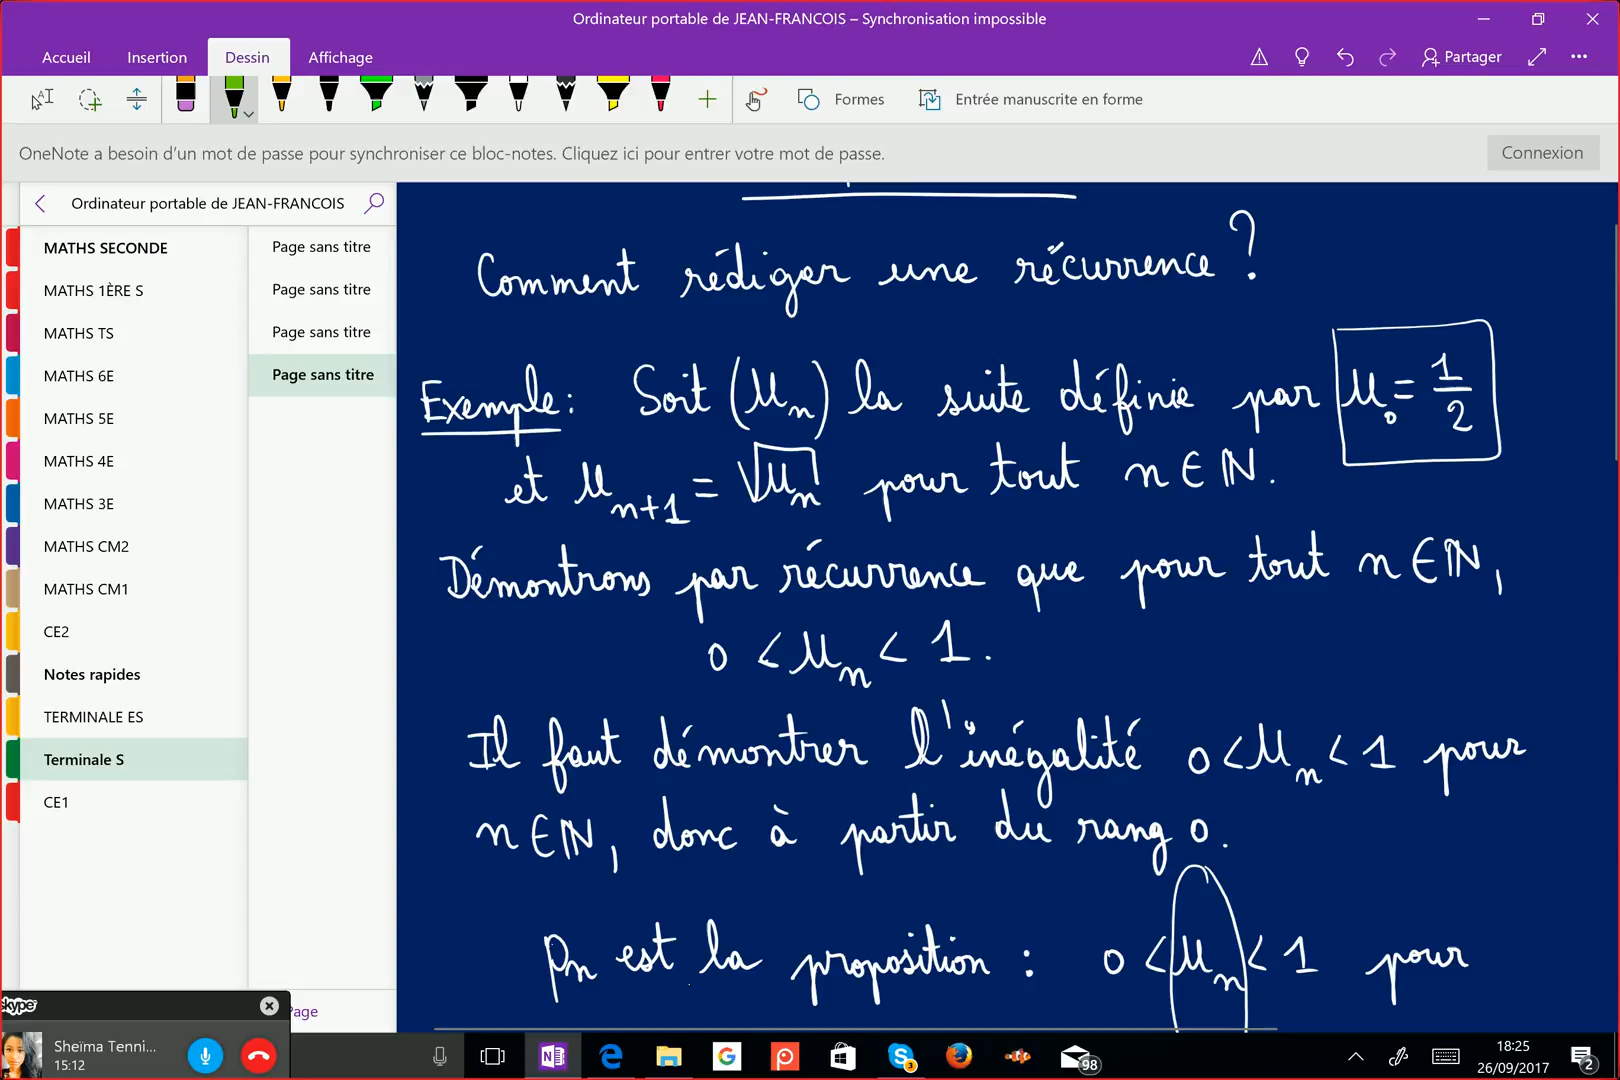 Ordinateur portable de JEAN-FRANCOIS – Synchronisation impossible
Accueil Insertion Dessin Affichage Partager
Formes Entrée manuscrite en forme
OneNote a besoin d'un mot de passe pour synchroniser ce bloc-notes. Cliquez ici pour entrer votre mot de passe. Connexion
Ordinateur portable de JEAN-FRANCOIS
MATHS SECONDE
MATHS 1ÈRE S
MATHS TS
MATHS 6E
MATHS 5E
MATHS 4E
MATHS 3E
MATHS CM2
MATHS CM1
CE2
Notes rapides
TERMINALE ES
Terminale S
CE1
Page sans titre
Page sans titre
Page sans titre
Page sans titre
Comment rédiger une récurrence ?
Exemple : Soit (Un) la suite définie par U0 = 1/2
et Un+1 = √Un pour tout n ∈ ℕ.
Démontrons par récurrence que pour tout n ∈ ℕ,
0 < Un < 1.
Il faut démontrer l'inégalité 0 < Un < 1 pour
n ∈ ℕ, donc à partir du rang 0.
Pn est la proposition : 0 < Un < 1 pour
skype
Page
Sheïma Tenni...
15:12
98
3
18:25
26/09/2017
2